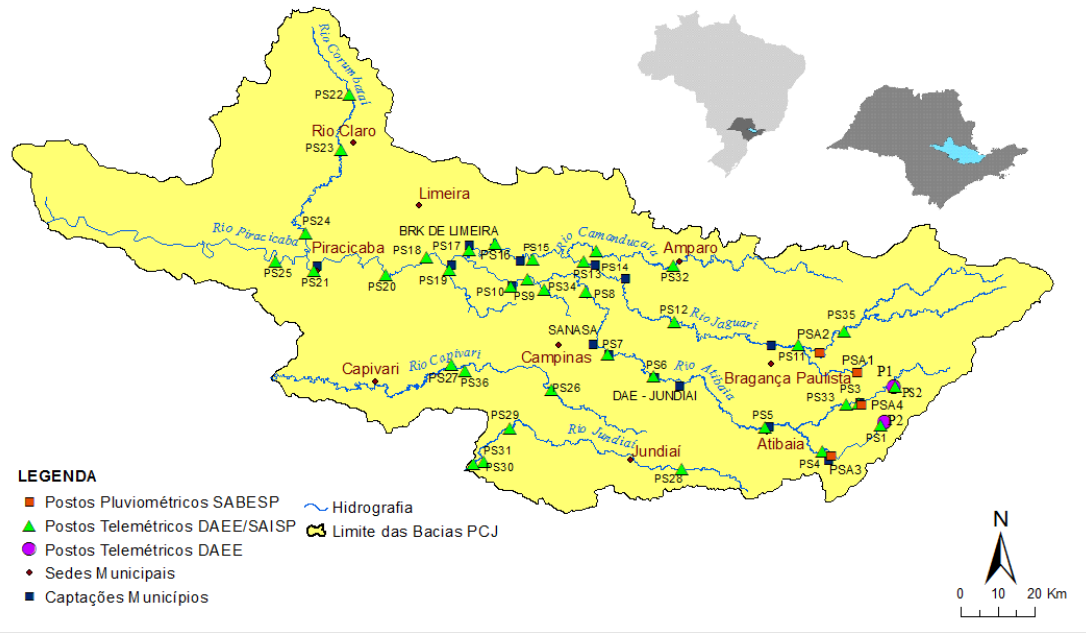 Rio Corumbataí
PS22
Rio Claro
PS23
Limeira
PS24
Rio Piracicaba
BRK DE LIMEIRA
Piracicaba
PS18
PS17
PS16
PS15
Rio Camanducai
Amparo
PS25
PS21
PS20
PS19
PS13
PS14
PS32
PS10
PS9
PS34
PS8
PS12
Rio Jaguari
PS35
SANASA
PSA2
PS7
Campinas
PS11
PSA1
Capivari
Rio Capivari
PS27
PS36
PS26
PS6
Rio Atibaia
DAE - JUNDIAI
Bragança Paulista
P1
PS3
PS2
PS33
PSA4
P2
PS1
PS29
Rio Jundiaí
PS5
Atibaia
PS31
PS30
Jundiaí
PS28
PS4
PSA3
LEGENDA
Postos Pluviométricos SABESP
Postos Telemétricos DAEE/SAISP
Postos Telemétricos DAEE
Sedes Municipais
Captações Municípios
Hidrografia
Limite das Bacias PCJ
N
0 10 20 Km